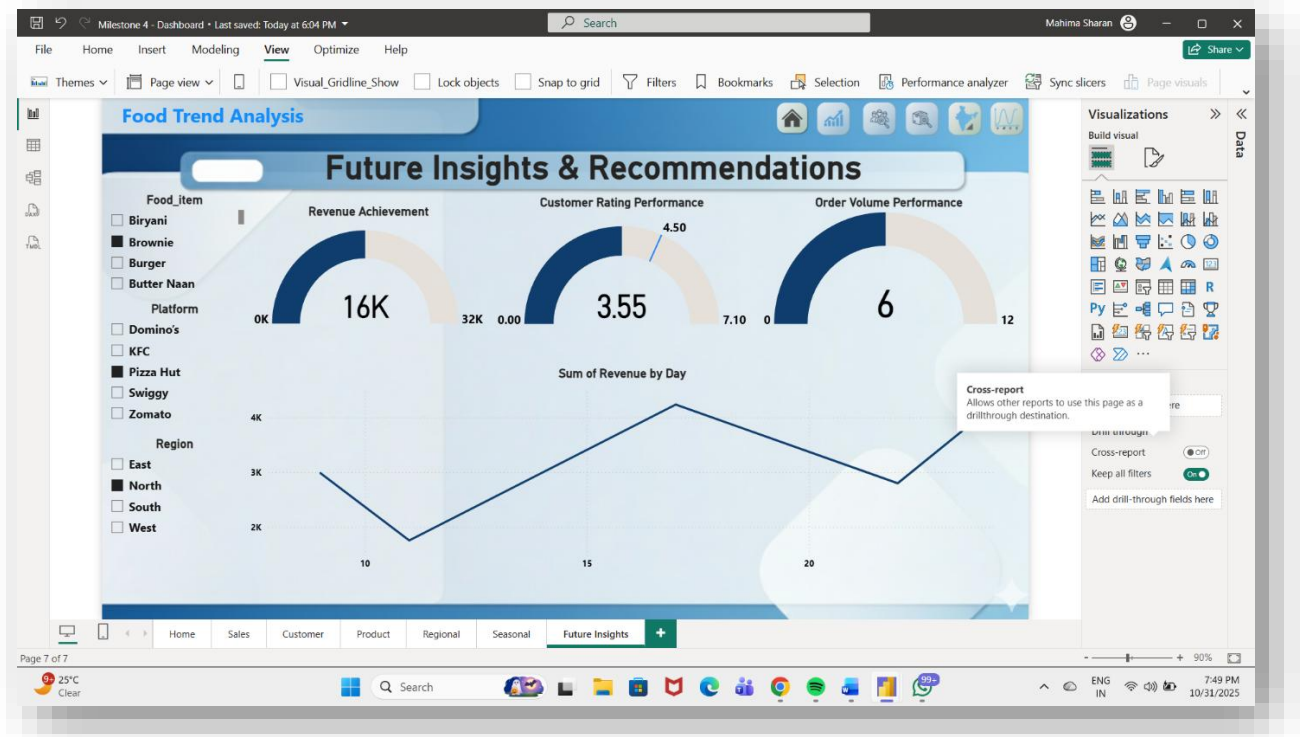 Milestone 4 - Dashboard • Last saved: Today at 6:04 PM
Search
Mahima Sharan
File Home Insert Modeling View Optimize Help
Share
Themes Page view Visual_Gridline_Show Lock objects Snap to grid Filters Bookmarks Selection Performance analyzer Sync slicers Page visuals
Food Trend Analysis
Future Insights & Recommendations
Food_item
Biryani
Brownie
Burger
Butter Naan
Platform
Domino's
KFC
Pizza Hut
Swiggy
Zomato
Region
East
North
South
West
Revenue Achievement
16K
0K
32K
Customer Rating Performance
4.50
3.55
0.00
7.10
Order Volume Performance
6
0
12
Sum of Revenue by Day
4K
3K
2K
10 15 20
Visualizations
Data
Build visual
123
R
Py
Cross-report
Allows other reports to use this page as a
drillthrough destination.
Drill through
Cross-report
Off
Keep all filters
On
Add drill-through fields here
Home Sales Customer Product Regional Seasonal Future Insights
Page 7 of 7
90%
9+
25°C
Clear
Search
99+
ENG
IN
7:49 PM
10/31/2025